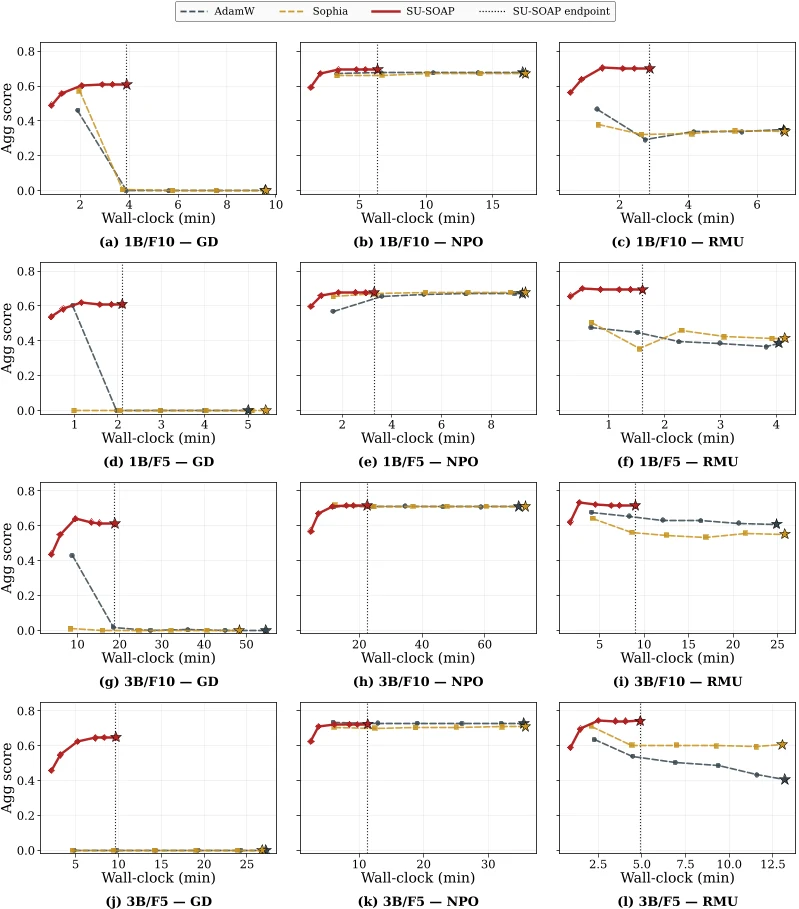 AdamW Sophia SU-SOAP SU-SOAP endpoint
Agg score
0.8
0.6
0.4
0.2
0.0
2 4 6 8 10
Wall-clock (min)
(a) 1B/F10 — GD
5 10 15
Wall-clock (min)
(b) 1B/F10 — NPO
2 4 6
Wall-clock (min)
(c) 1B/F10 — RMU
Agg score
0.8
0.6
0.4
0.2
0.0
1 2 3 4 5
Wall-clock (min)
(d) 1B/F5 — GD
2 4 6 8
Wall-clock (min)
(e) 1B/F5 — NPO
1 2 3 4
Wall-clock (min)
(f) 1B/F5 — RMU
Agg score
0.8
0.6
0.4
0.2
0.0
10 20 30 40 50
Wall-clock (min)
(g) 3B/F10 — GD
20 40 60
Wall-clock (min)
(h) 3B/F10 — NPO
5 10 15 20 25
Wall-clock (min)
(i) 3B/F10 — RMU
Agg score
0.8
0.6
0.4
0.2
0.0
5 10 15 20 25
Wall-clock (min)
(j) 3B/F5 — GD
10 20 30
Wall-clock (min)
(k) 3B/F5 — NPO
2.5 5.0 7.5 10.0 12.5
Wall-clock (min)
(l) 3B/F5 — RMU